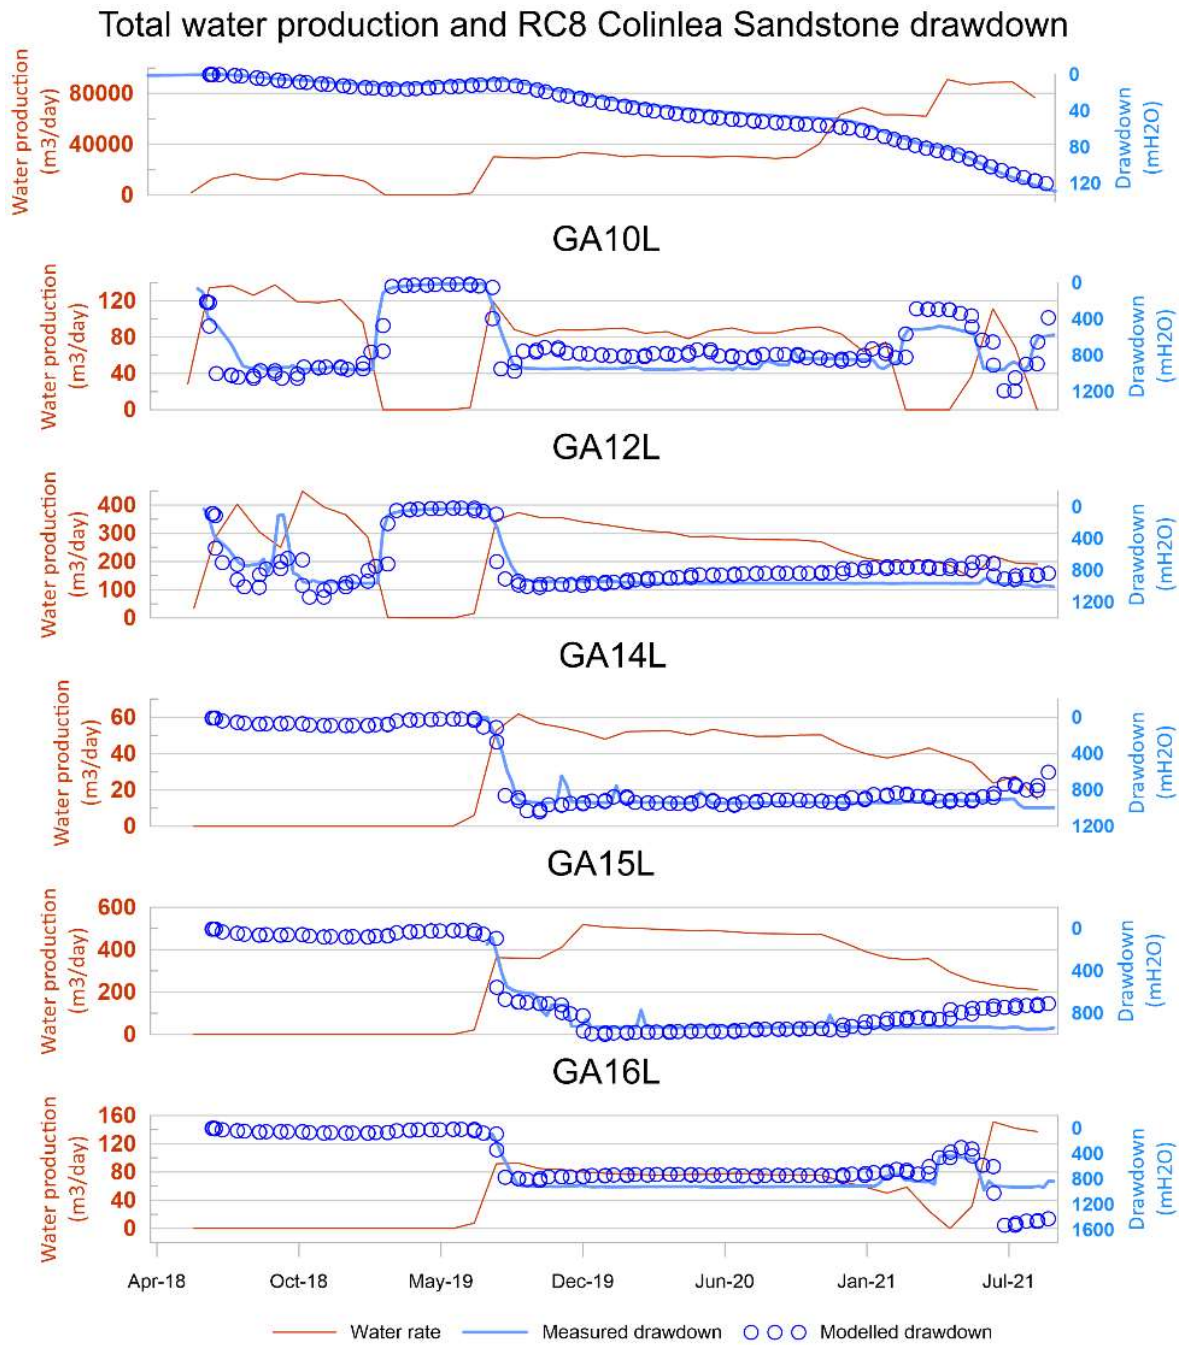 Total water production and RC8 Colinlea Sandstone drawdown
Water production
(m3/day)
80000
40000
0
0
40
80
120
Drawdown
(mH2O)
GA10L
Water production
(m3/day)
120
80
40
0
0
400
800
1200
Drawdown
(mH2O)
GA12L
Water production
(m3/day)
400
300
200
100
0
0
400
800
1200
Drawdown
(mH2O)
GA14L
Water production
(m3/day)
60
40
20
0
0
400
800
1200
Drawdown
(mH2O)
GA15L
Water production
(m3/day)
600
400
200
0
0
400
800
Drawdown
(mH2O)
GA16L
Water production
(m3/day)
160
120
80
40
0
0
400
800
1200
1600
Drawdown
(mH2O)
Apr-18 Oct-18 May-19 Dec-19 Jun-20 Jan-21 Jul-21
Water rate Measured drawdown Modelled drawdown